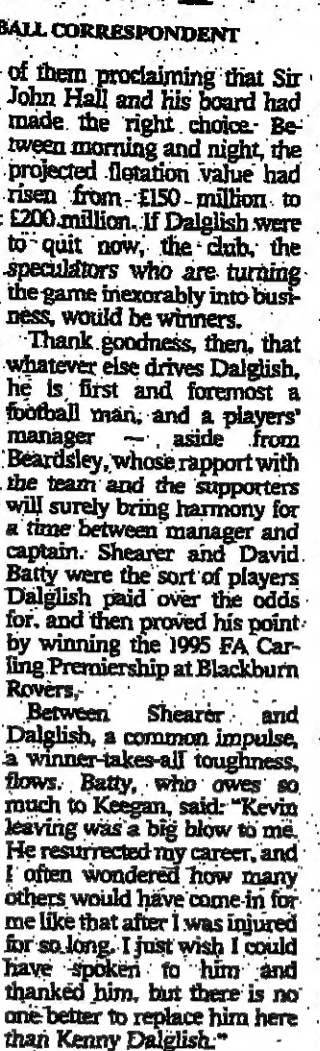 BALL CORRESPONDENT
of them proclaiming that Sir
John Hall and his board had
made the right choice. Be-
tween morning and night, the
projected flotation value had
risen from £150 million to
£200 million. If Dalglish were
to quit now, the club, the
speculators who are turning
the game inexorably into busi-
ness, would be winners.
Thank goodness, then, that
whatever else drives Dalglish,
he is first and foremost a
football man, and a players'
manager — aside from
Beardsley, whose rapport with
the team and the supporters
will surely bring harmony for
a time between manager and
captain. Shearer and David
Batty were the sort of players
Dalglish paid over the odds
for, and then proved his point
by winning the 1995 FA Car-
ling Premiership at Blackburn
Rovers.
Between Shearer and
Dalglish, a common impulse,
a winner-takes-all toughness,
flows. Batty, who owes so
much to Keegan, said: "Kevin
leaving was a big blow to me.
He resurrected my career, and
I often wondered how many
others would have come in for
me like that after I was injured
for so long. I just wish I could
have spoken to him and
thanked him, but there is no
one better to replace him here
than Kenny Dalglish."